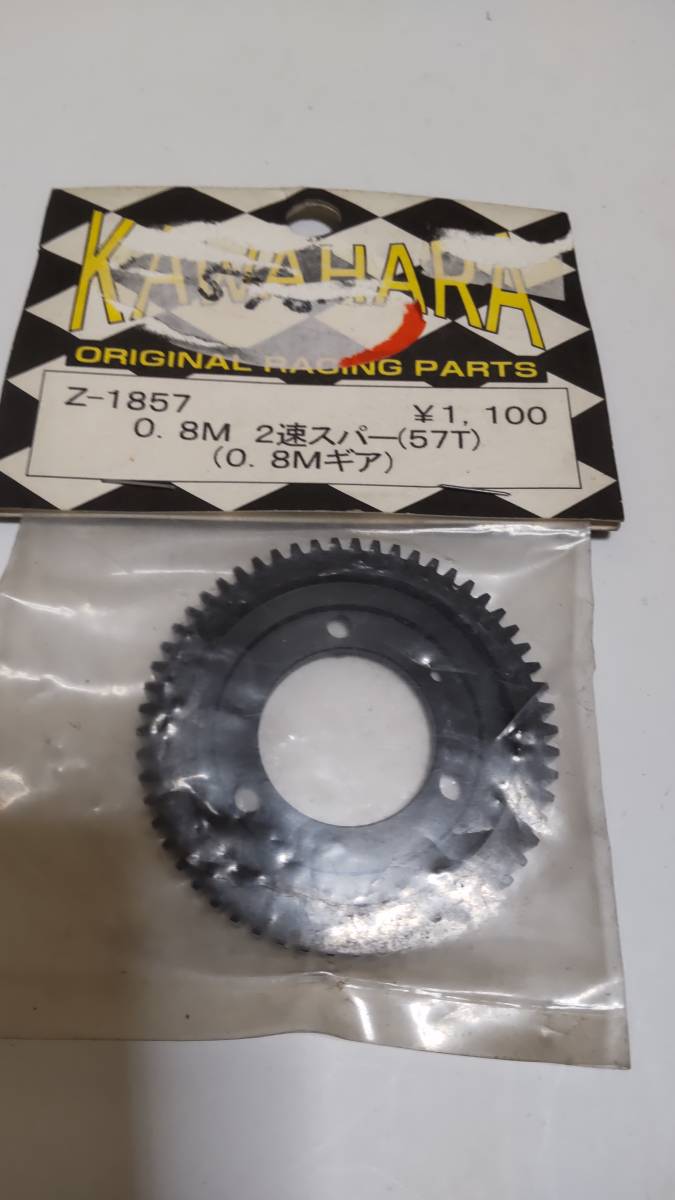 KAWAHARA
ORIGINAL RACING PARTS
Z-1857 ¥1,100
0.8M 2速スパー(57T)
(0.8Mギア)